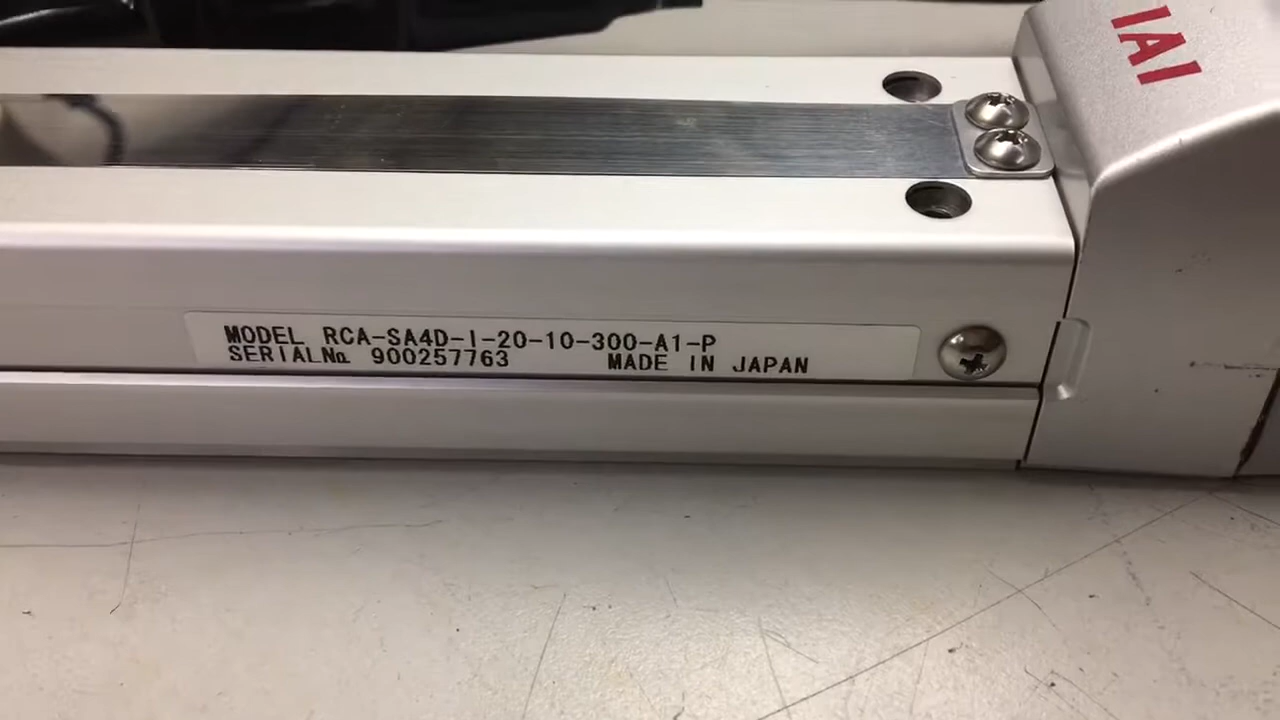 IAI
MODEL RCA-SA4D-I-20-10-300-A1-P
SERIAL№ 900257763 MADE IN JAPAN